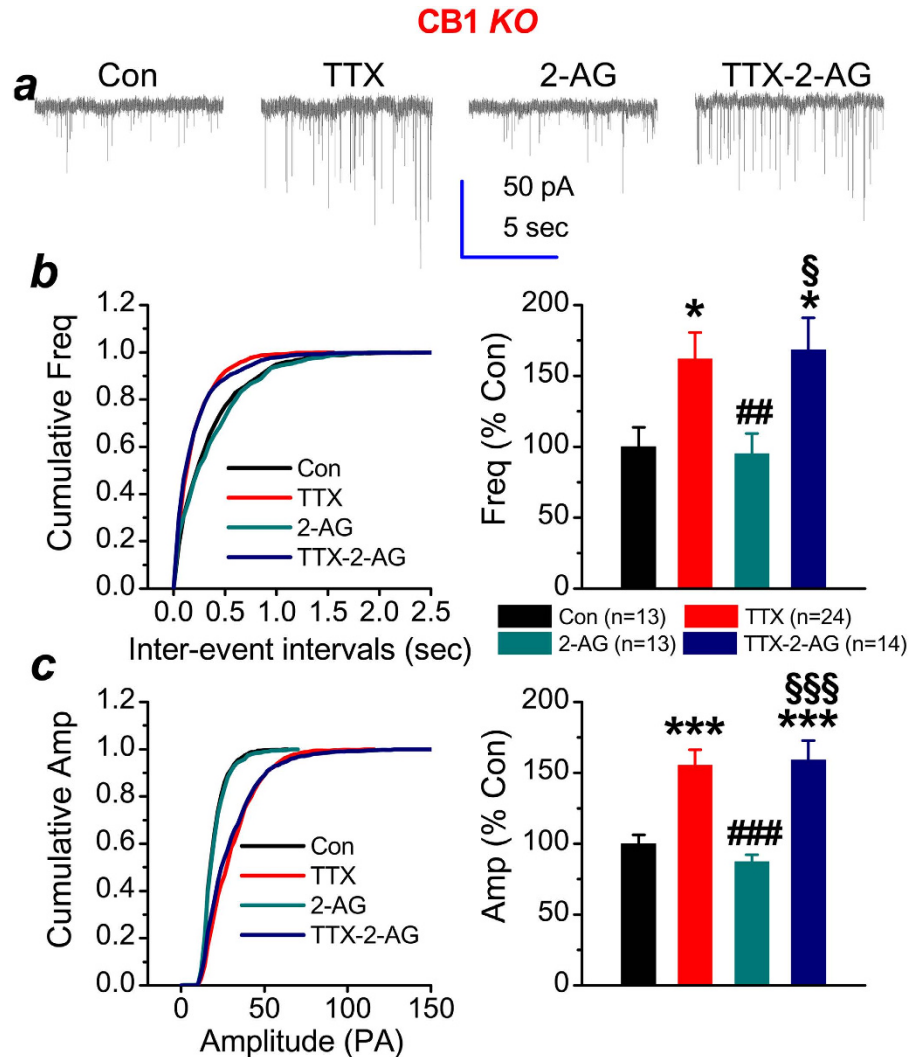 CB1 KO
a
Con TTX 2-AG TTX-2-AG
50 pA
5 sec
b
Cumulative Freq
1.2
1.0
0.8
0.6
0.4
0.2
0.0
0.0 0.5 1.0 1.5 2.0 2.5
Inter-event intervals (sec)
Con
TTX
2-AG
TTX-2-AG
Freq (% Con)
200
150
100
50
0
*
##
§
*
Con (n=13) TTX (n=24)
2-AG (n=13) TTX-2-AG (n=14)
c
Cumulative Amp
1.2
1.0
0.8
0.6
0.4
0.2
0.0
0 50 100 150
Amplitude (PA)
Con
TTX
2-AG
TTX-2-AG
Amp (% Con)
200
150
100
50
0
***
###
§§§
***